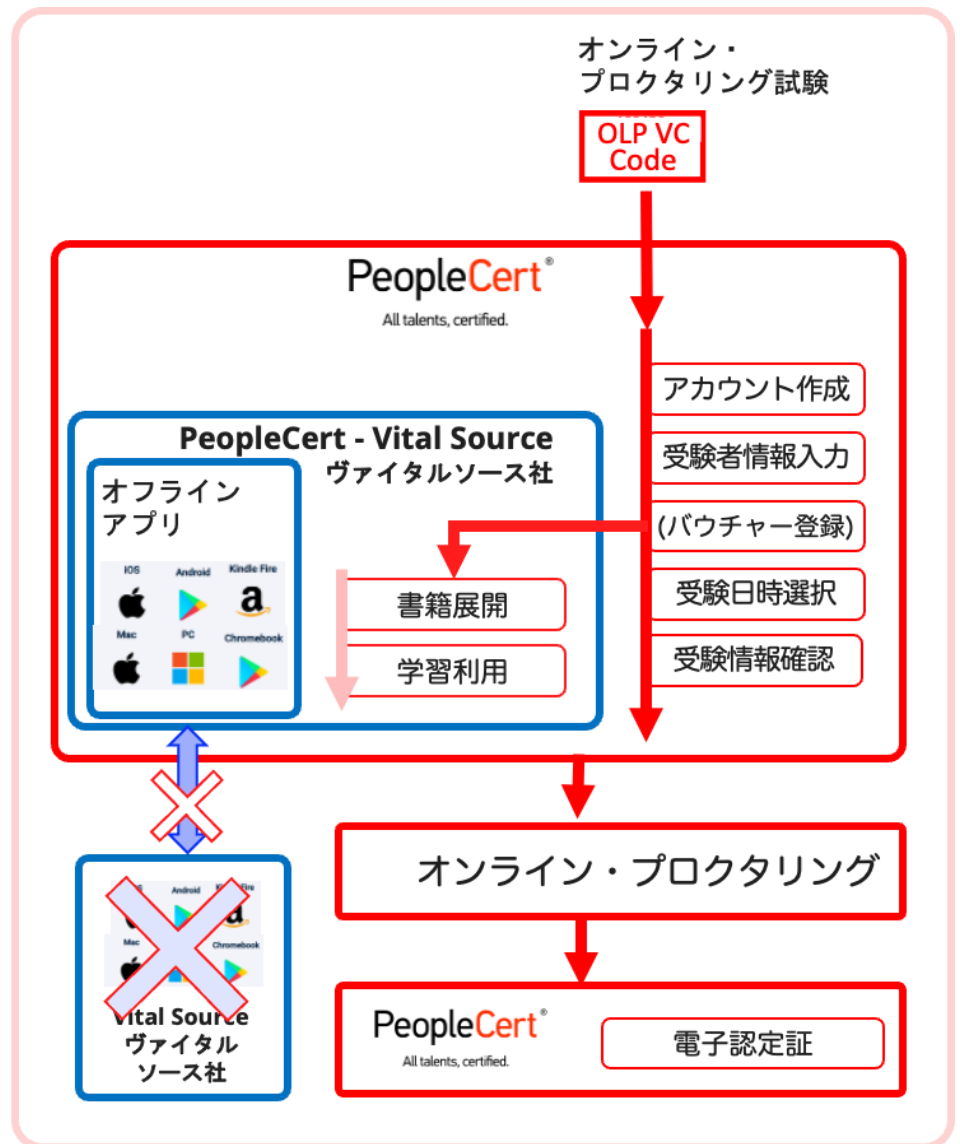 オンライン・
プロクタリング試験
OLP VC
Code
PeopleCert®
All talents, certified.
アカウント作成
受験者情報入力
(バウチャー登録)
受験日時選択
受験情報確認
PeopleCert - Vital Source
ヴァイタルソース社
オフライン
アプリ
iOS Android Kindle Fire
Mac PC Chromebook
書籍展開
学習利用
オンライン・プロクタリング
Android
Mac Chromebook
Vital Source
ヴァイタル
ソース社
PeopleCert®
All talents, certified.
電子認定証